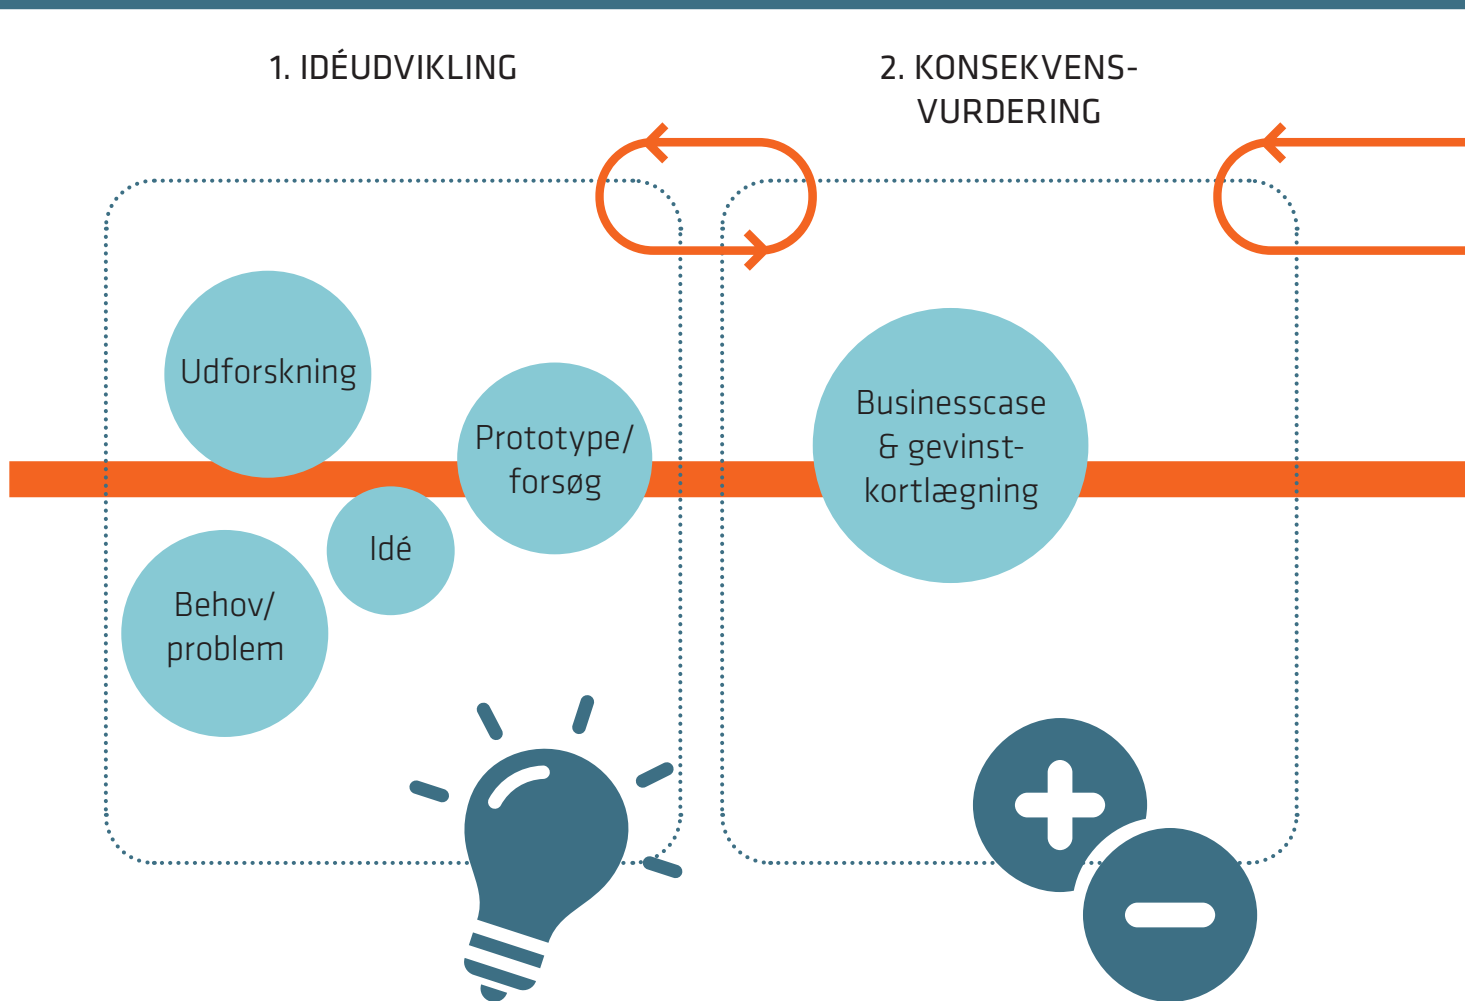 1. IDÉUDVIKLING
2. KONSEKVENS-
VURDERING
Udforskning
Prototype/
forsøg
Idé
Behov/
problem
Businesscase
& gevinst-
kortlægning